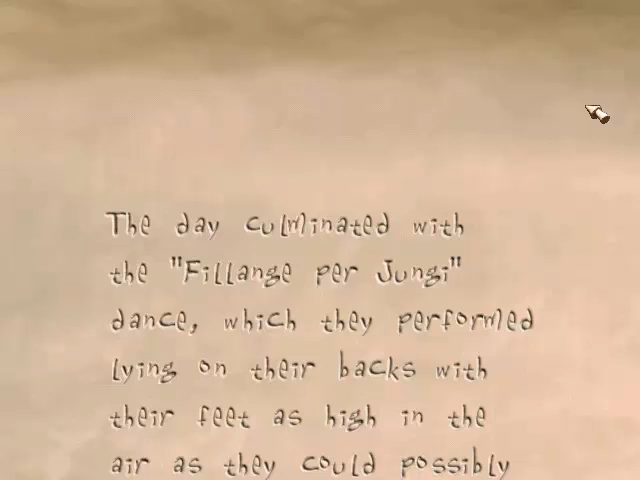 The day culminated with
the "Fillange per Jungi"
dance, which they performed
lying on their backs with
their feet as high in the
air as they could possibly